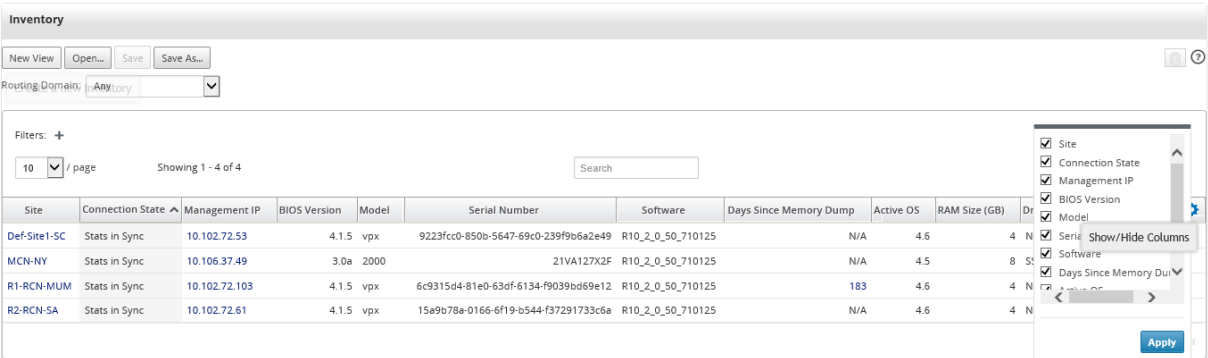 Inventory
New View Open... Save Save As...
Routing Domain: Any
Create a new Inventory
Filters: +
10 / page Showing 1 - 4 of 4 Search
Site Connection State Management IP BIOS Version Model Serial Number Software Days Since Memory Dump Active OS RAM Size (GB)
Def-Site1-SC Stats in Sync 10.102.72.53 4.1.5 vpx 9223fcc0-850b-5647-69c0-239f9b6a2e49 R10_2_0_50_710125 N/A 4.6 4 N
MCN-NY Stats in Sync 10.106.37.49 3.0a 2000 21VA127X2F R10_2_0_50_710125 N/A 4.5 8
R1-RCN-MUM Stats in Sync 10.102.72.103 4.1.5 vpx 6c9315d4-81e0-63df-6134-f9039bd69e12 R10_2_0_50_710125 183 4.6 4 N
R2-RCN-SA Stats in Sync 10.102.72.61 4.1.5 vpx 15a9b78a-0166-6f19-b544-f37291733c6a R10_2_0_50_710125 N/A 4.6 4 N
Site
Connection State
Management IP
BIOS Version
Model
Show/Hide Columns
Software
Days Since Memory Du
Active OS
Apply